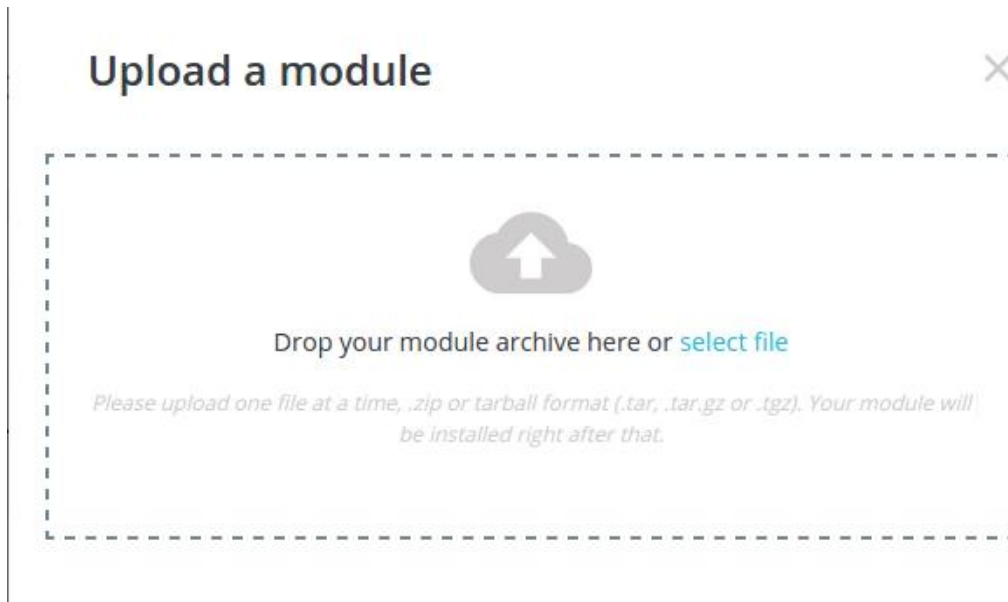 Upload a module
Drop your module archive here or select file
Please upload one file at a time, .zip or tarball format (.tar, .tar.gz or .tgz). Your module will
be installed right after that.